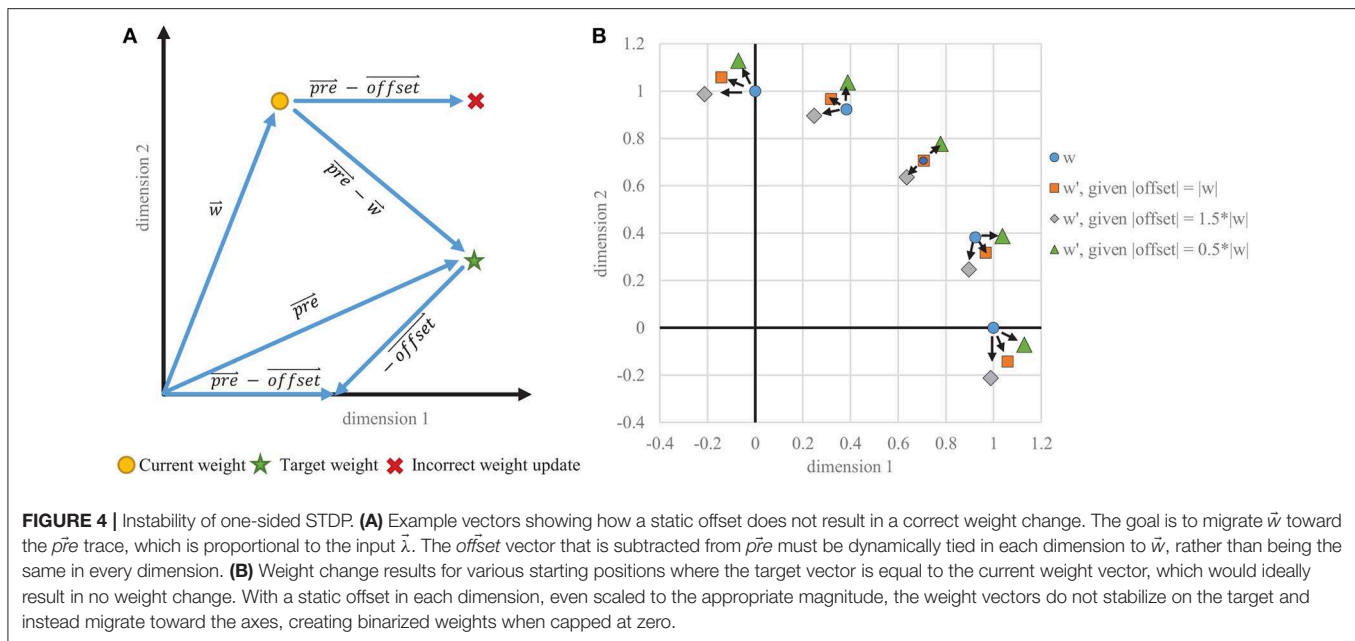 A
pre − offset
dimension 2
w
pre − w
pre
− offset
pre − offset
dimension 1
Current weight
Target weight
Incorrect weight update
B
1.2
1
0.8
0.6
0.4
0.2
0
-0.2
-0.4
dimension 2
-0.4 -0.2 0 0.2 0.4 0.6 0.8 1 1.2
dimension 1
w
w', given |offset| = |w|
w', given |offset| = 1.5*|w|
w', given |offset| = 0.5*|w|
FIGURE 4 | Instability of one-sided STDP. (A) Example vectors showing how a static offset does not result in a correct weight change. The goal is to migrate w⃗ toward
the pre⃗ trace, which is proportional to the input λ⃗. The offset⃗ vector that is subtracted from pre⃗ must be dynamically tied in each dimension to w⃗, rather than being the
same in every dimension. (B) Weight change results for various starting positions where the target vector is equal to the current weight vector, which would ideally
result in no weight change. With a static offset in each dimension, even scaled to the appropriate magnitude, the weight vectors do not stabilize on the target and
instead migrate toward the axes, creating binarized weights when capped at zero.